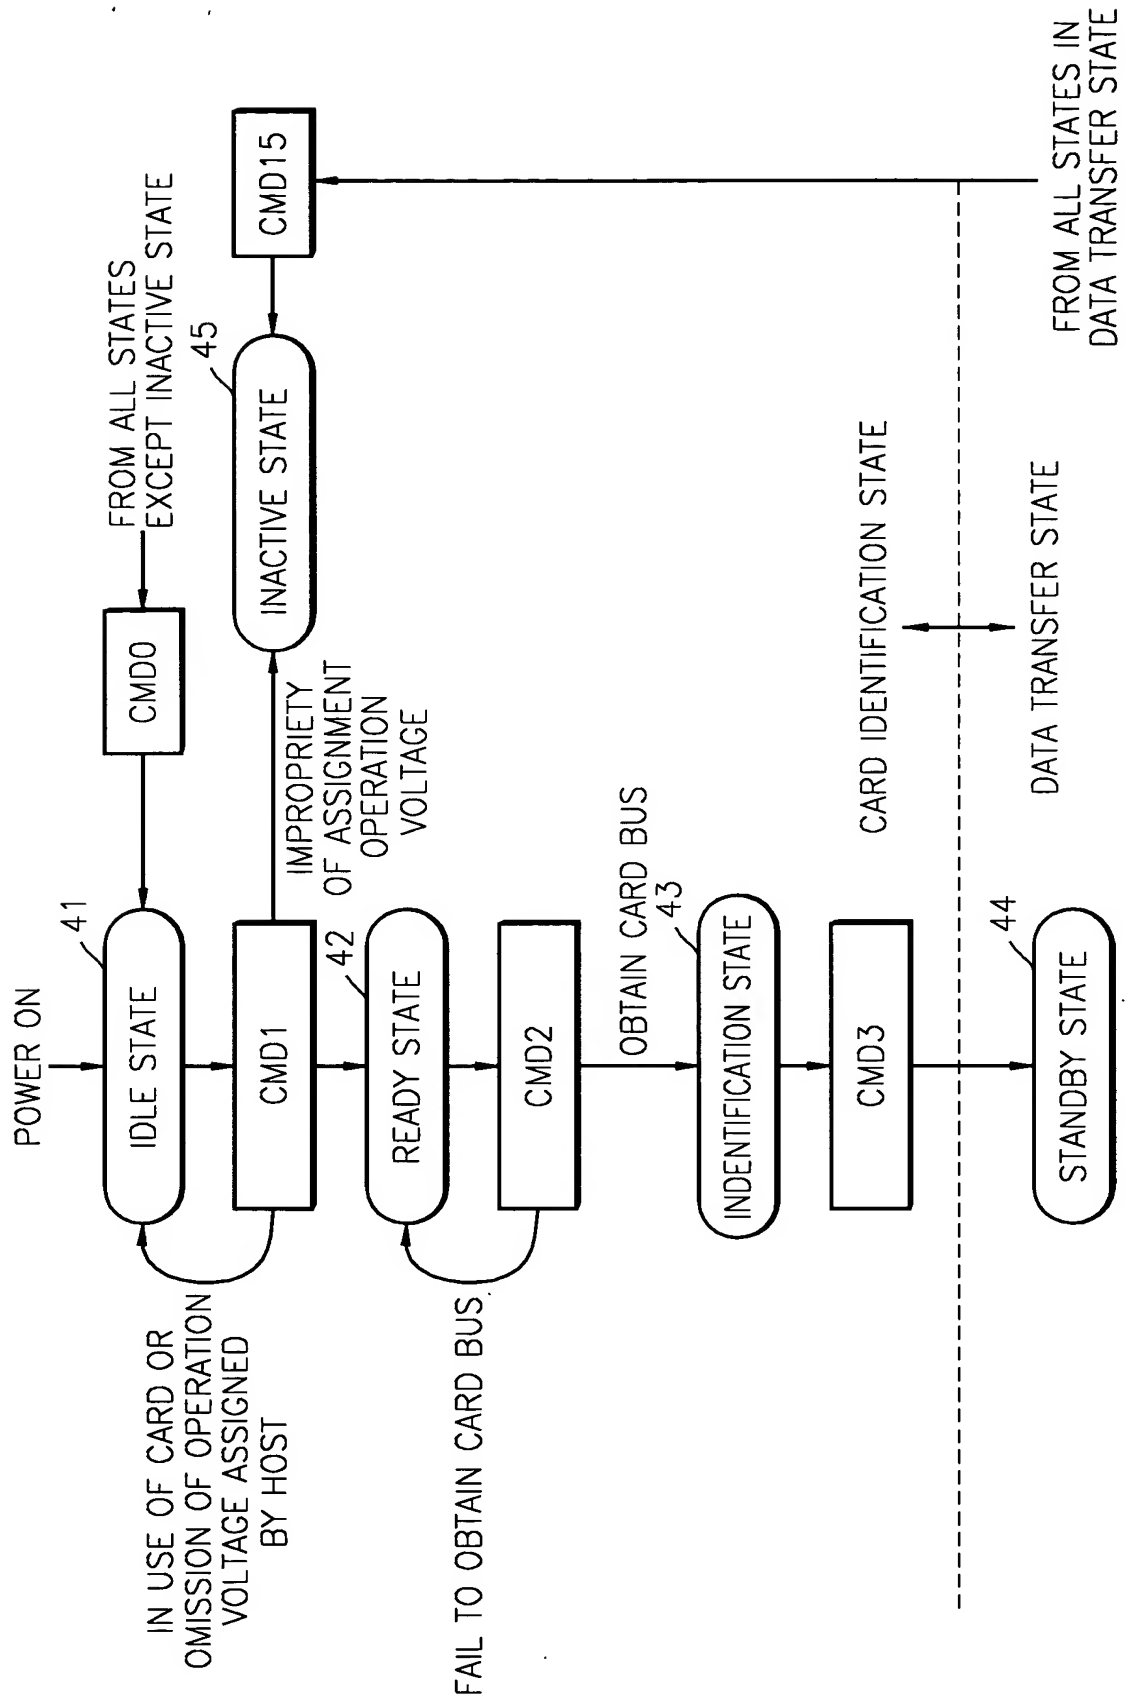 POWER ON
41
IDLE STATE
CMD0
FROM ALL STATES
EXCEPT INACTIVE STATE
IN USE OF CARD OR
OMISSION OF OPERATION
VOLTAGE ASSIGNED
BY HOST
CMD1
IMPROPRIETY
OF ASSIGNMENT
OPERATION
VOLTAGE
45
INACTIVE STATE
CMD15
42
READY STATE
FAIL TO OBTAIN CARD BUS
CMD2
OBTAIN CARD BUS
43
INDENTIFICATION STATE
CMD3
CARD IDENTIFICATION STATE
DATA TRANSFER STATE
44
STANDBY STATE
FROM ALL STATES IN
DATA TRANSFER STATE